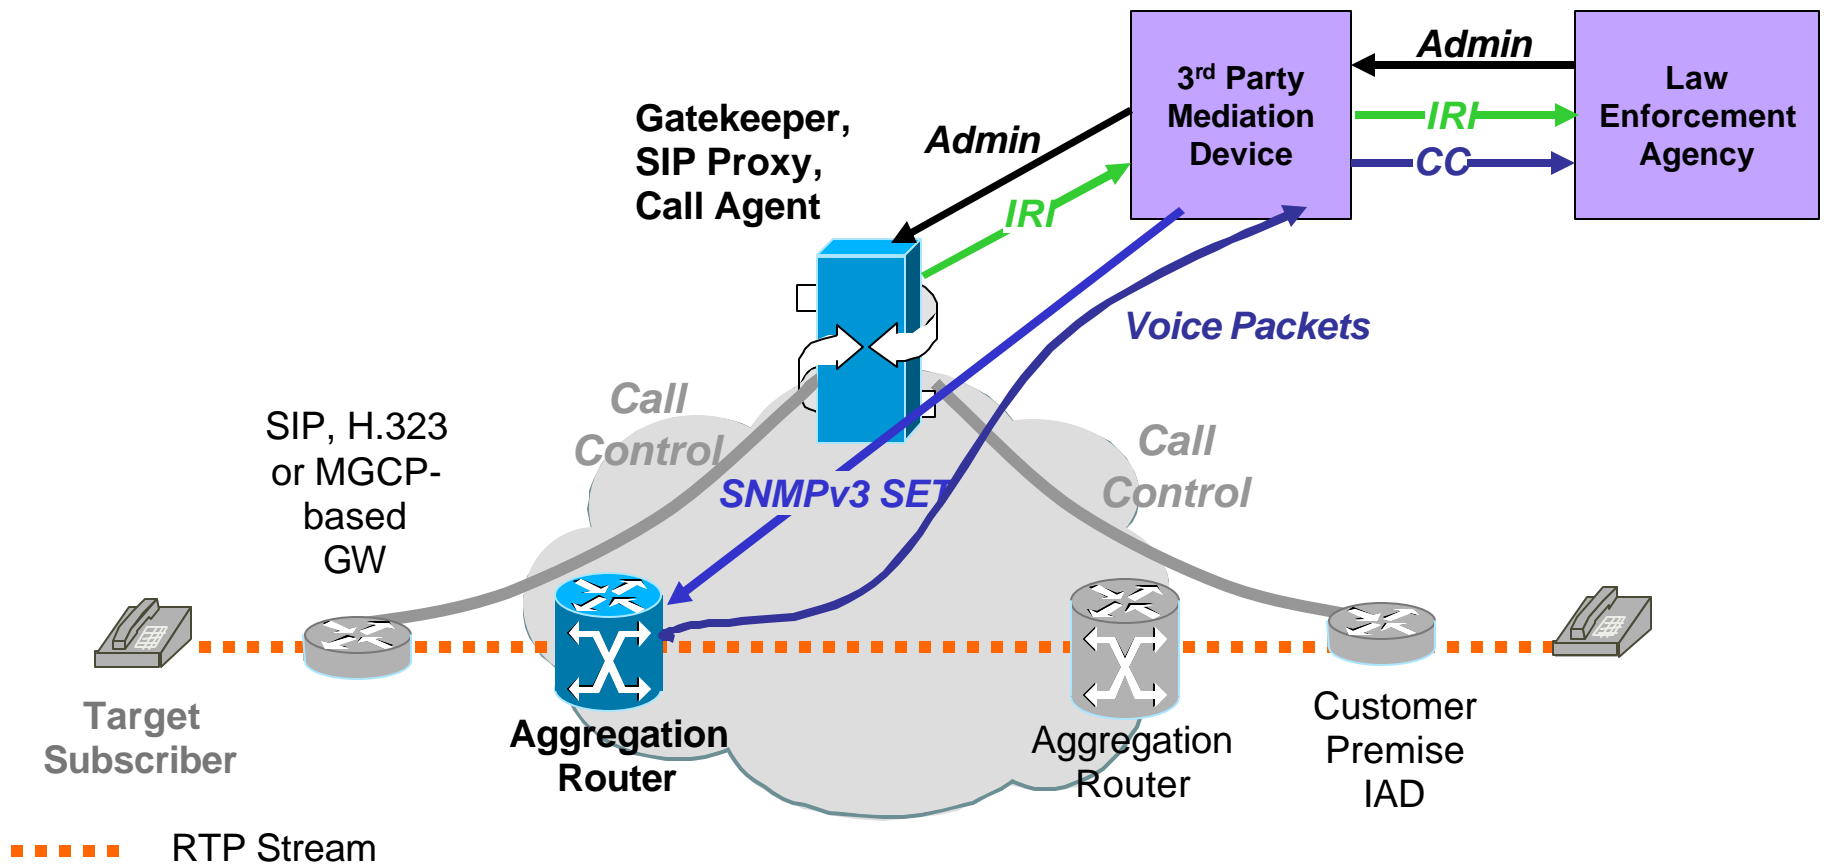 Admin
3rd Party
Mediation
Device
Law
Enforcement
Agency
IRI
CC
Gatekeeper,
SIP Proxy,
Call Agent
Admin
IRI
Voice Packets
Call
Control
Call
Control
SIP, H.323
or MGCP-
based
GW
SNMPv3 SET
Target
Subscriber
Aggregation
Router
Aggregation
Router
Customer
Premise
IAD
RTP Stream